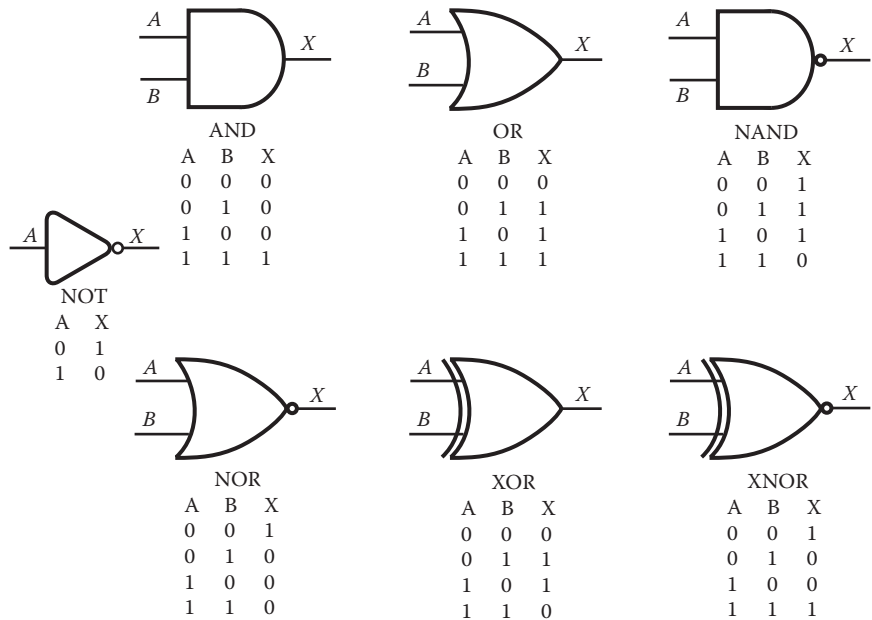 A B X
AND
A B X
0 0 0
0 1 0
1 0 0
1 1 1
A B X
OR
A B X
0 0 0
0 1 1
1 0 1
1 1 1
A B X
NAND
A B X
0 0 1
0 1 1
1 0 1
1 1 0
A X
NOT
A X
0 1
1 0
A B X
NOR
A B X
0 0 1
0 1 0
1 0 0
1 1 0
A B X
XOR
A B X
0 0 0
0 1 1
1 0 1
1 1 0
A B X
XNOR
A B X
0 0 1
0 1 0
1 0 0
1 1 1